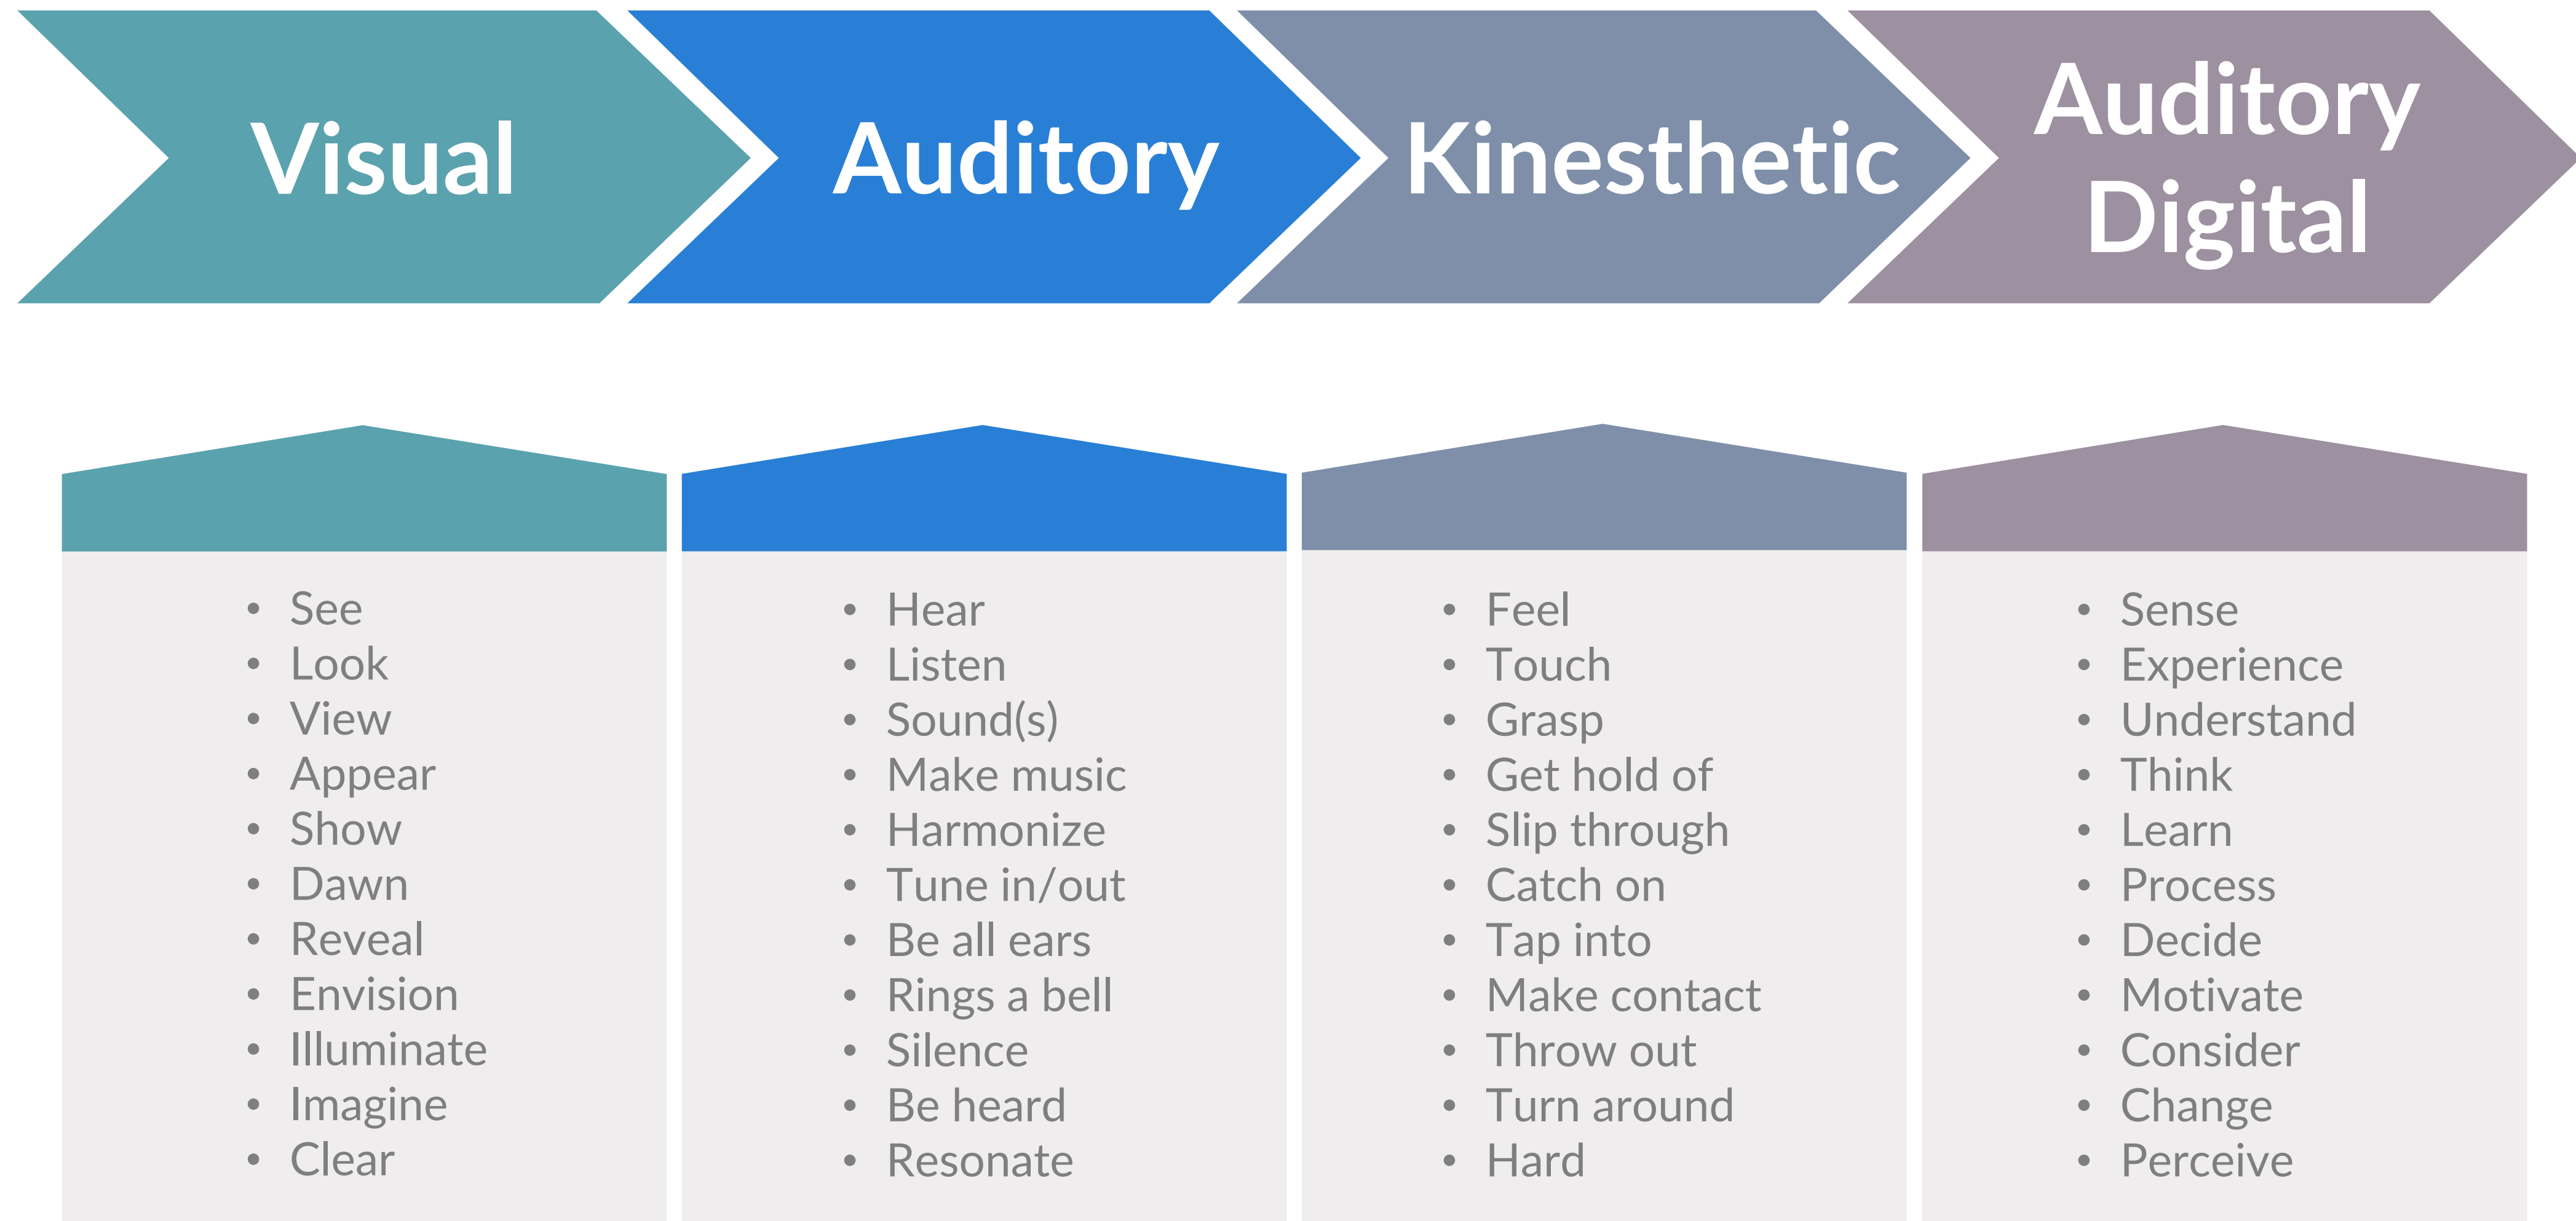 Visual
Auditory
Kinesthetic
Auditory
Digital
• See
• Look
• View
• Appear
• Show
• Dawn
• Reveal
• Envision
• Illuminate
• Imagine
• Clear
• Hear
• Listen
• Sound(s)
• Make music
• Harmonize
• Tune in/out
• Be all ears
• Rings a bell
• Silence
• Be heard
• Resonate
• Feel
• Touch
• Grasp
• Get hold of
• Slip through
• Catch on
• Tap into
• Make contact
• Throw out
• Turn around
• Hard
• Sense
• Experience
• Understand
• Think
• Learn
• Process
• Decide
• Motivate
• Consider
• Change
• Perceive